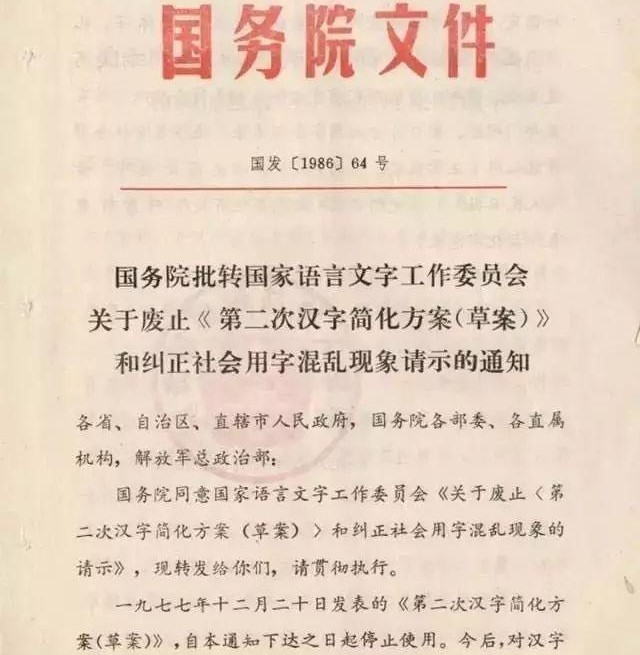 国务院文件
国发〔1986〕64号
国务院批转国家语言文字工作委员会
关于废止《第二次汉字简化方案(草案)》
和纠正社会用字混乱现象请示的通知
各省、自治区、直辖市人民政府，国务院各部委、各直属
机构，解放军总政治部：
国务院同意国家语言文字工作委员会《关于废止〈第
二次汉字简化方案（草案）〉和纠正社会用字混乱现象的
请示》，现转发给你们，请贯彻执行。
一九七七年十二月二十日发表的《第二次汉字简化方
案(草案)》，自本通知下达之日起停止使用。今后，对汉字